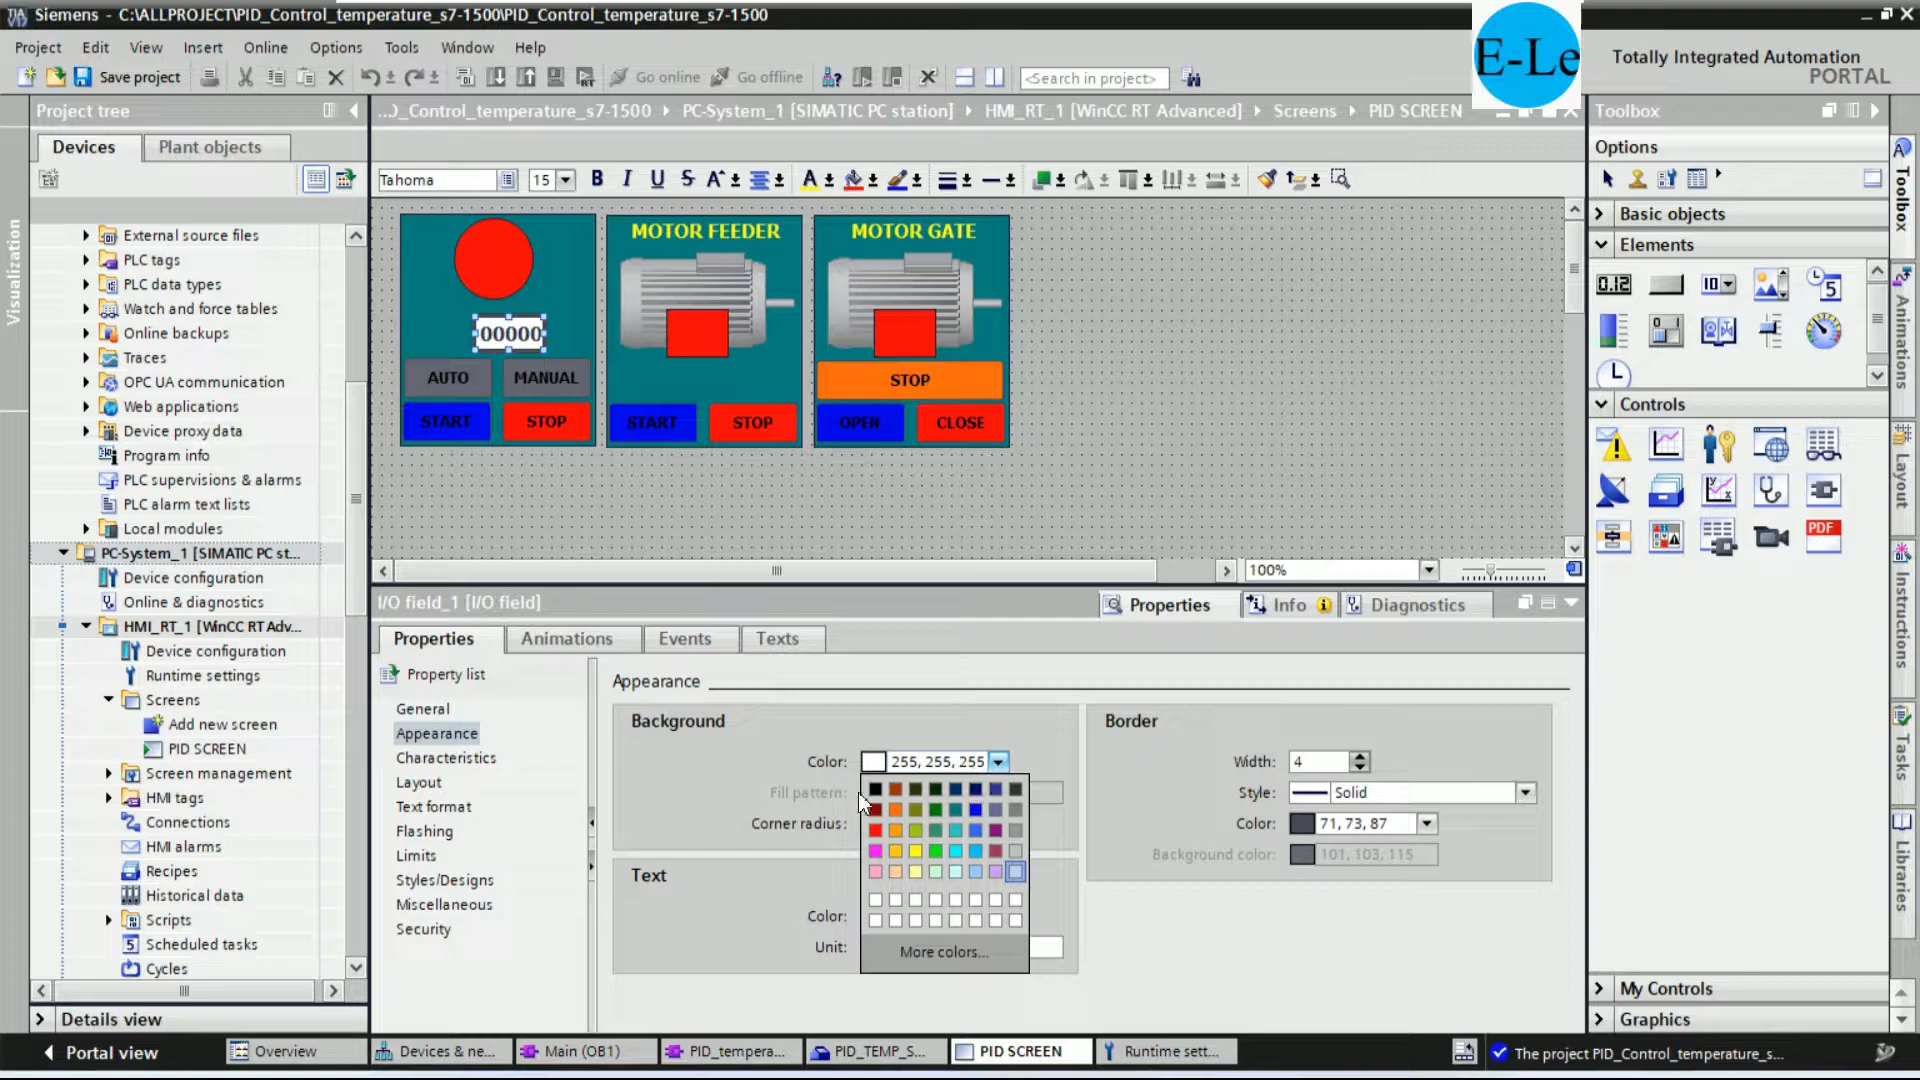 Siemens - C:\ALLPROJECT\PID_Control_temperature_s7-1500\PID_Control_temperature_s7-1500
Project Edit View Insert Online Options Tools Window Help
E-Le
Totally Integrated Automation
PORTAL
Save project
Go online
Go offline
<Search in project>
Project tree
..._Control_temperature_s7-1500 PC-System_1 [SIMATIC PC station] HMI_RT_1 [WinCC RT Advanced] Screens PID SCREEN
Toolbox
Devices
Plant objects
Options
Tahoma
15
B I U S
External source files
PLC tags
PLC data types
Watch and force tables
Online backups
Traces
OPC UA communication
Web applications
Device proxy data
Program info
PLC supervisions & alarms
PLC alarm text lists
Local modules
PC-System_1 [SIMATIC PC st...
Device configuration
Online & diagnostics
HMI_RT_1 [WinCC RT Adv...
Device configuration
Runtime settings
Screens
Add new screen
PID SCREEN
Screen management
HMI tags
Connections
HMI alarms
Recipes
Historical data
Scripts
Scheduled tasks
Cycles
Details view
Visualization
MOTOR FEEDER
MOTOR GATE
00000
AUTO
MANUAL
STOP
START
STOP
START
STOP
OPEN
CLOSE
100%
I/O field_1 [I/O field]
Properties
Info
Diagnostics
Properties
Animations
Events
Texts
Property list
General
Appearance
Characteristics
Layout
Text format
Flashing
Limits
Styles/Designs
Miscellaneous
Security
Appearance
Background
Color: 255, 255, 255
Fill pattern:
Corner radius:
Text
Color:
Unit:
More colors...
Border
Width: 4
Style: Solid
Color: 71, 73, 87
Background color: 101, 103, 115
Basic objects
Elements
Controls
PDF
My Controls
Graphics
Toolbox
Animations
Layout
Instructions
Tasks
Libraries
Portal view
Overview
Devices & ne...
Main (OB1)
PID_tempera...
PID_TEMP_S...
PID SCREEN
Runtime sett...
The project PID_Control_temperature_s...